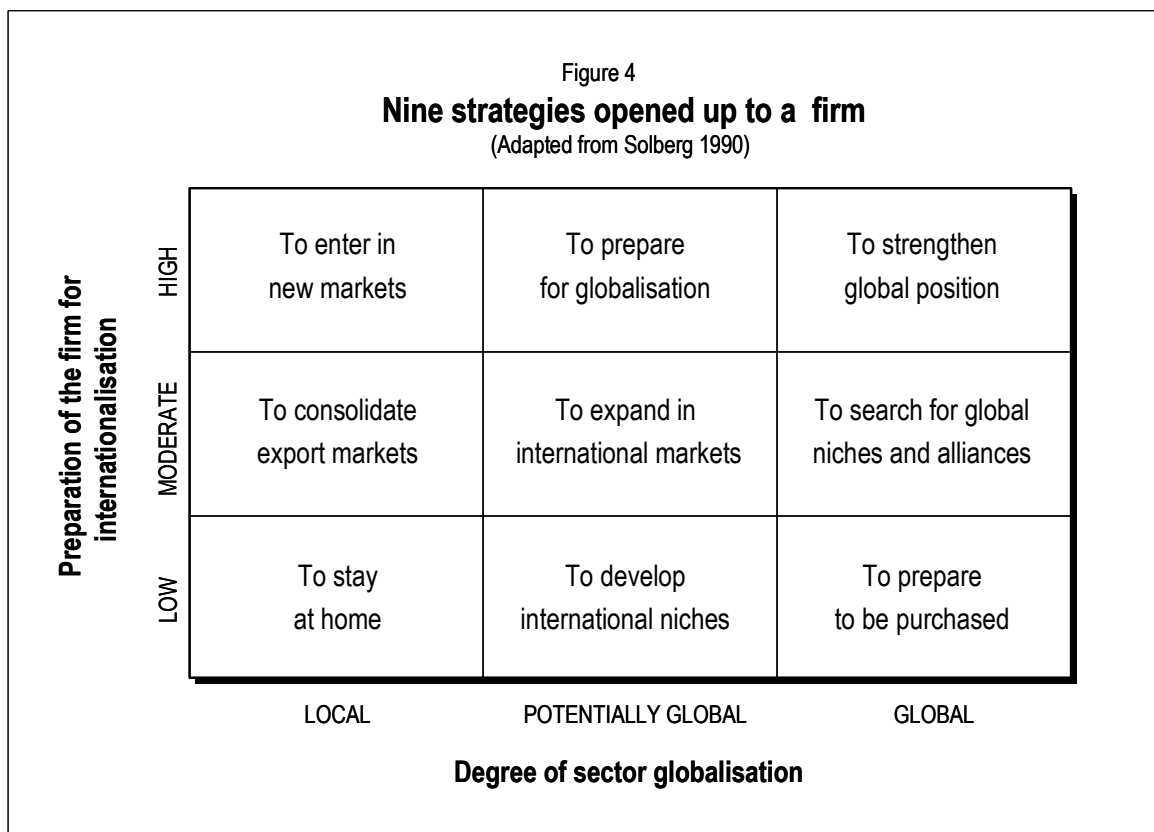 Figure 4
Nine strategies opened up to a firm
(Adapted from Solberg 1990)
Preparation of the firm for
internationalisation
HIGH
To enter in
new markets
To prepare
for globalisation
To strengthen
global position
MODERATE
To consolidate
export markets
To expand in
international markets
To search for global
niches and alliances
LOW
To stay
at home
To develop
international niches
To prepare
to be purchased
LOCAL
POTENTIALLY GLOBAL
GLOBAL
Degree of sector globalisation